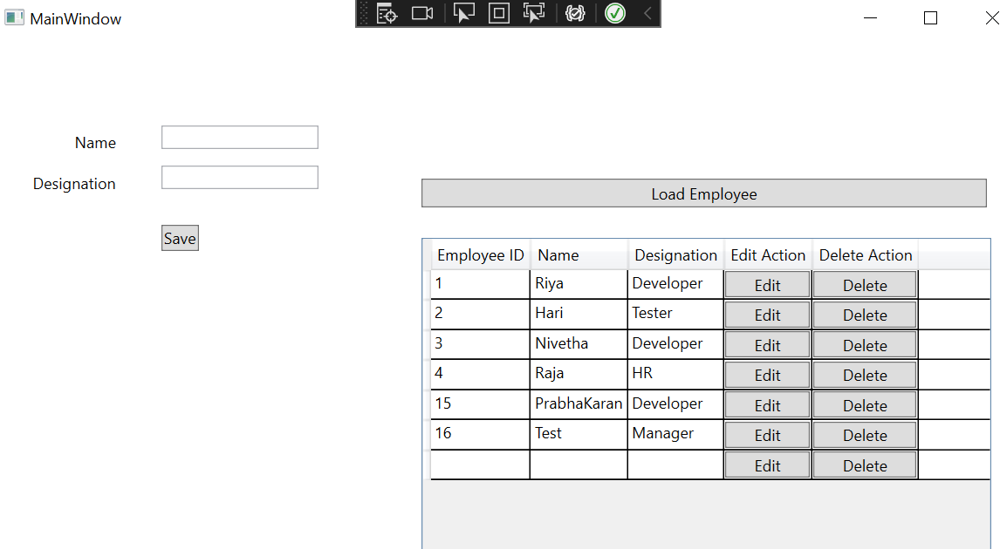 MainWindow
Name
Designation
Save
Load Employee
Employee ID Name Designation Edit Action Delete Action
1 Riya Developer Edit Delete
2 Hari Tester Edit Delete
3 Nivetha Developer Edit Delete
4 Raja HR Edit Delete
15 PrabhaKaran Developer Edit Delete
16 Test Manager Edit Delete
Edit Delete